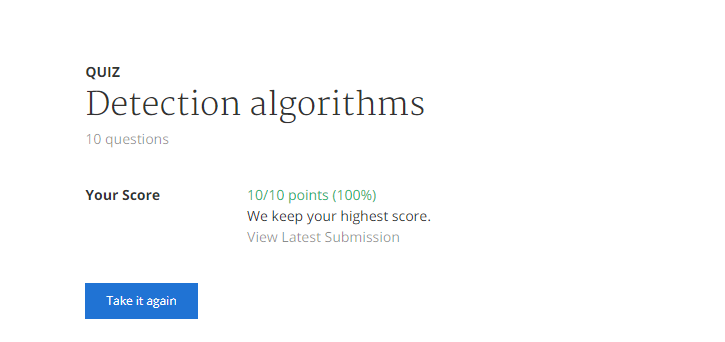 QUIZ
Detection algorithms
10 questions
Your Score
10/10 points (100%)
We keep your highest score.
View Latest Submission
Take it again